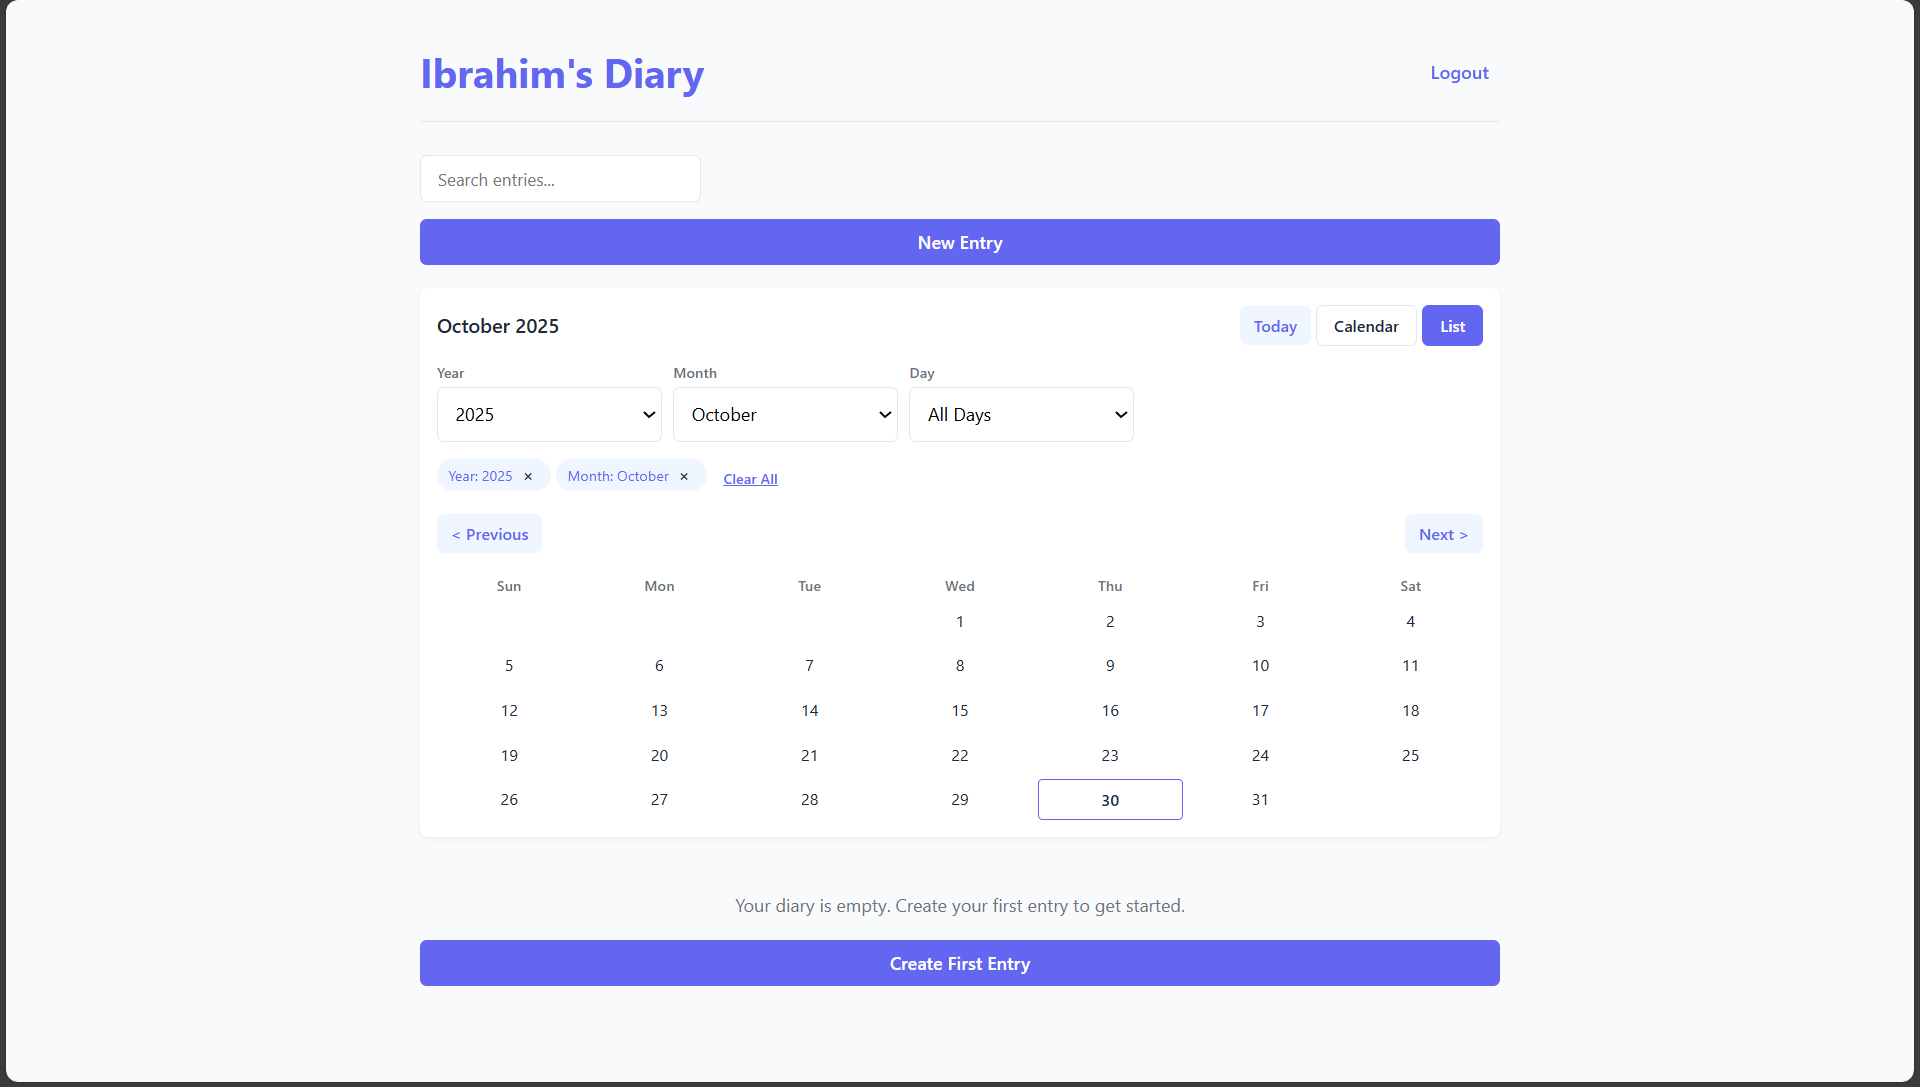 Ibrahim's Diary
Logout
Search entries...
New Entry
October 2025
Today Calendar List
Year Month Day
2025 October All Days
Year: 2025 × Month: October × Clear All
< Previous Next >
Sun Mon Tue Wed Thu Fri Sat
1 2 3 4
5 6 7 8 9 10 11
12 13 14 15 16 17 18
19 20 21 22 23 24 25
26 27 28 29 30 31
Your diary is empty. Create your first entry to get started.
Create First Entry